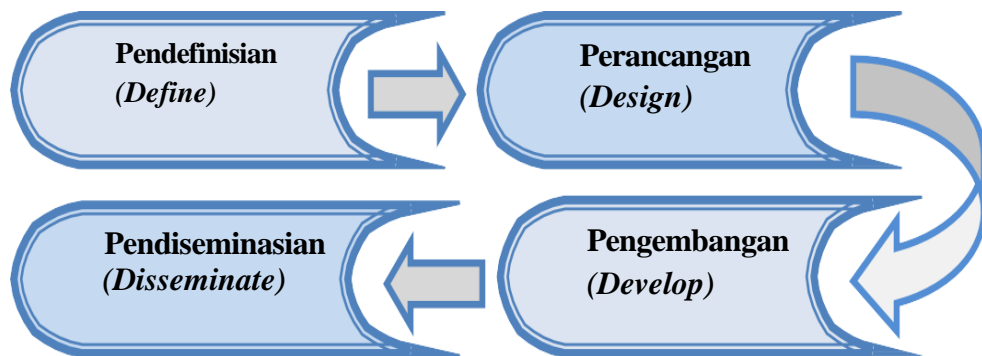 Pendefinisian
(Define)
Perancangan
(Design)
Pengembangan
(Develop)
Pendiseminasian
(Disseminate)